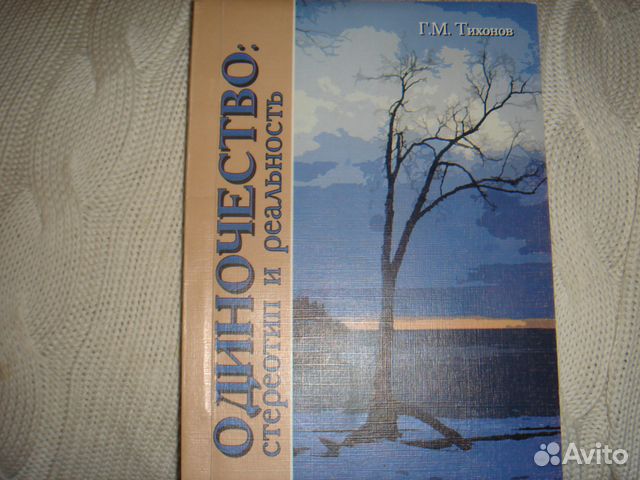 Г.М. Тихонов
ОДИНОЧЕСТВО:
стереотип и реальность
Avito